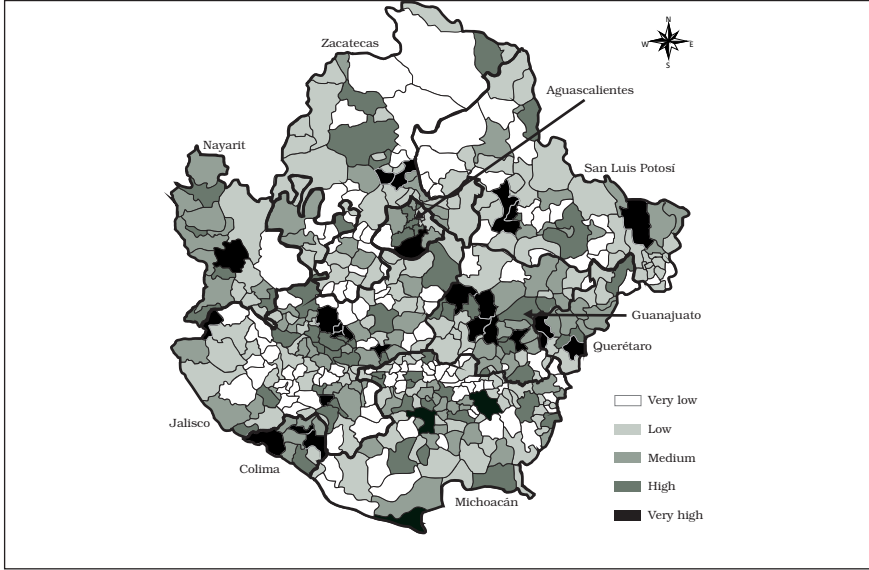 Zacatecas
N
W E
S
Aguascalientes
Nayarit
San Luis Potosí
Guanajuato
Querétaro
Very low
Jalisco
Low
Medium
Colima
High
Michoacán
Very high